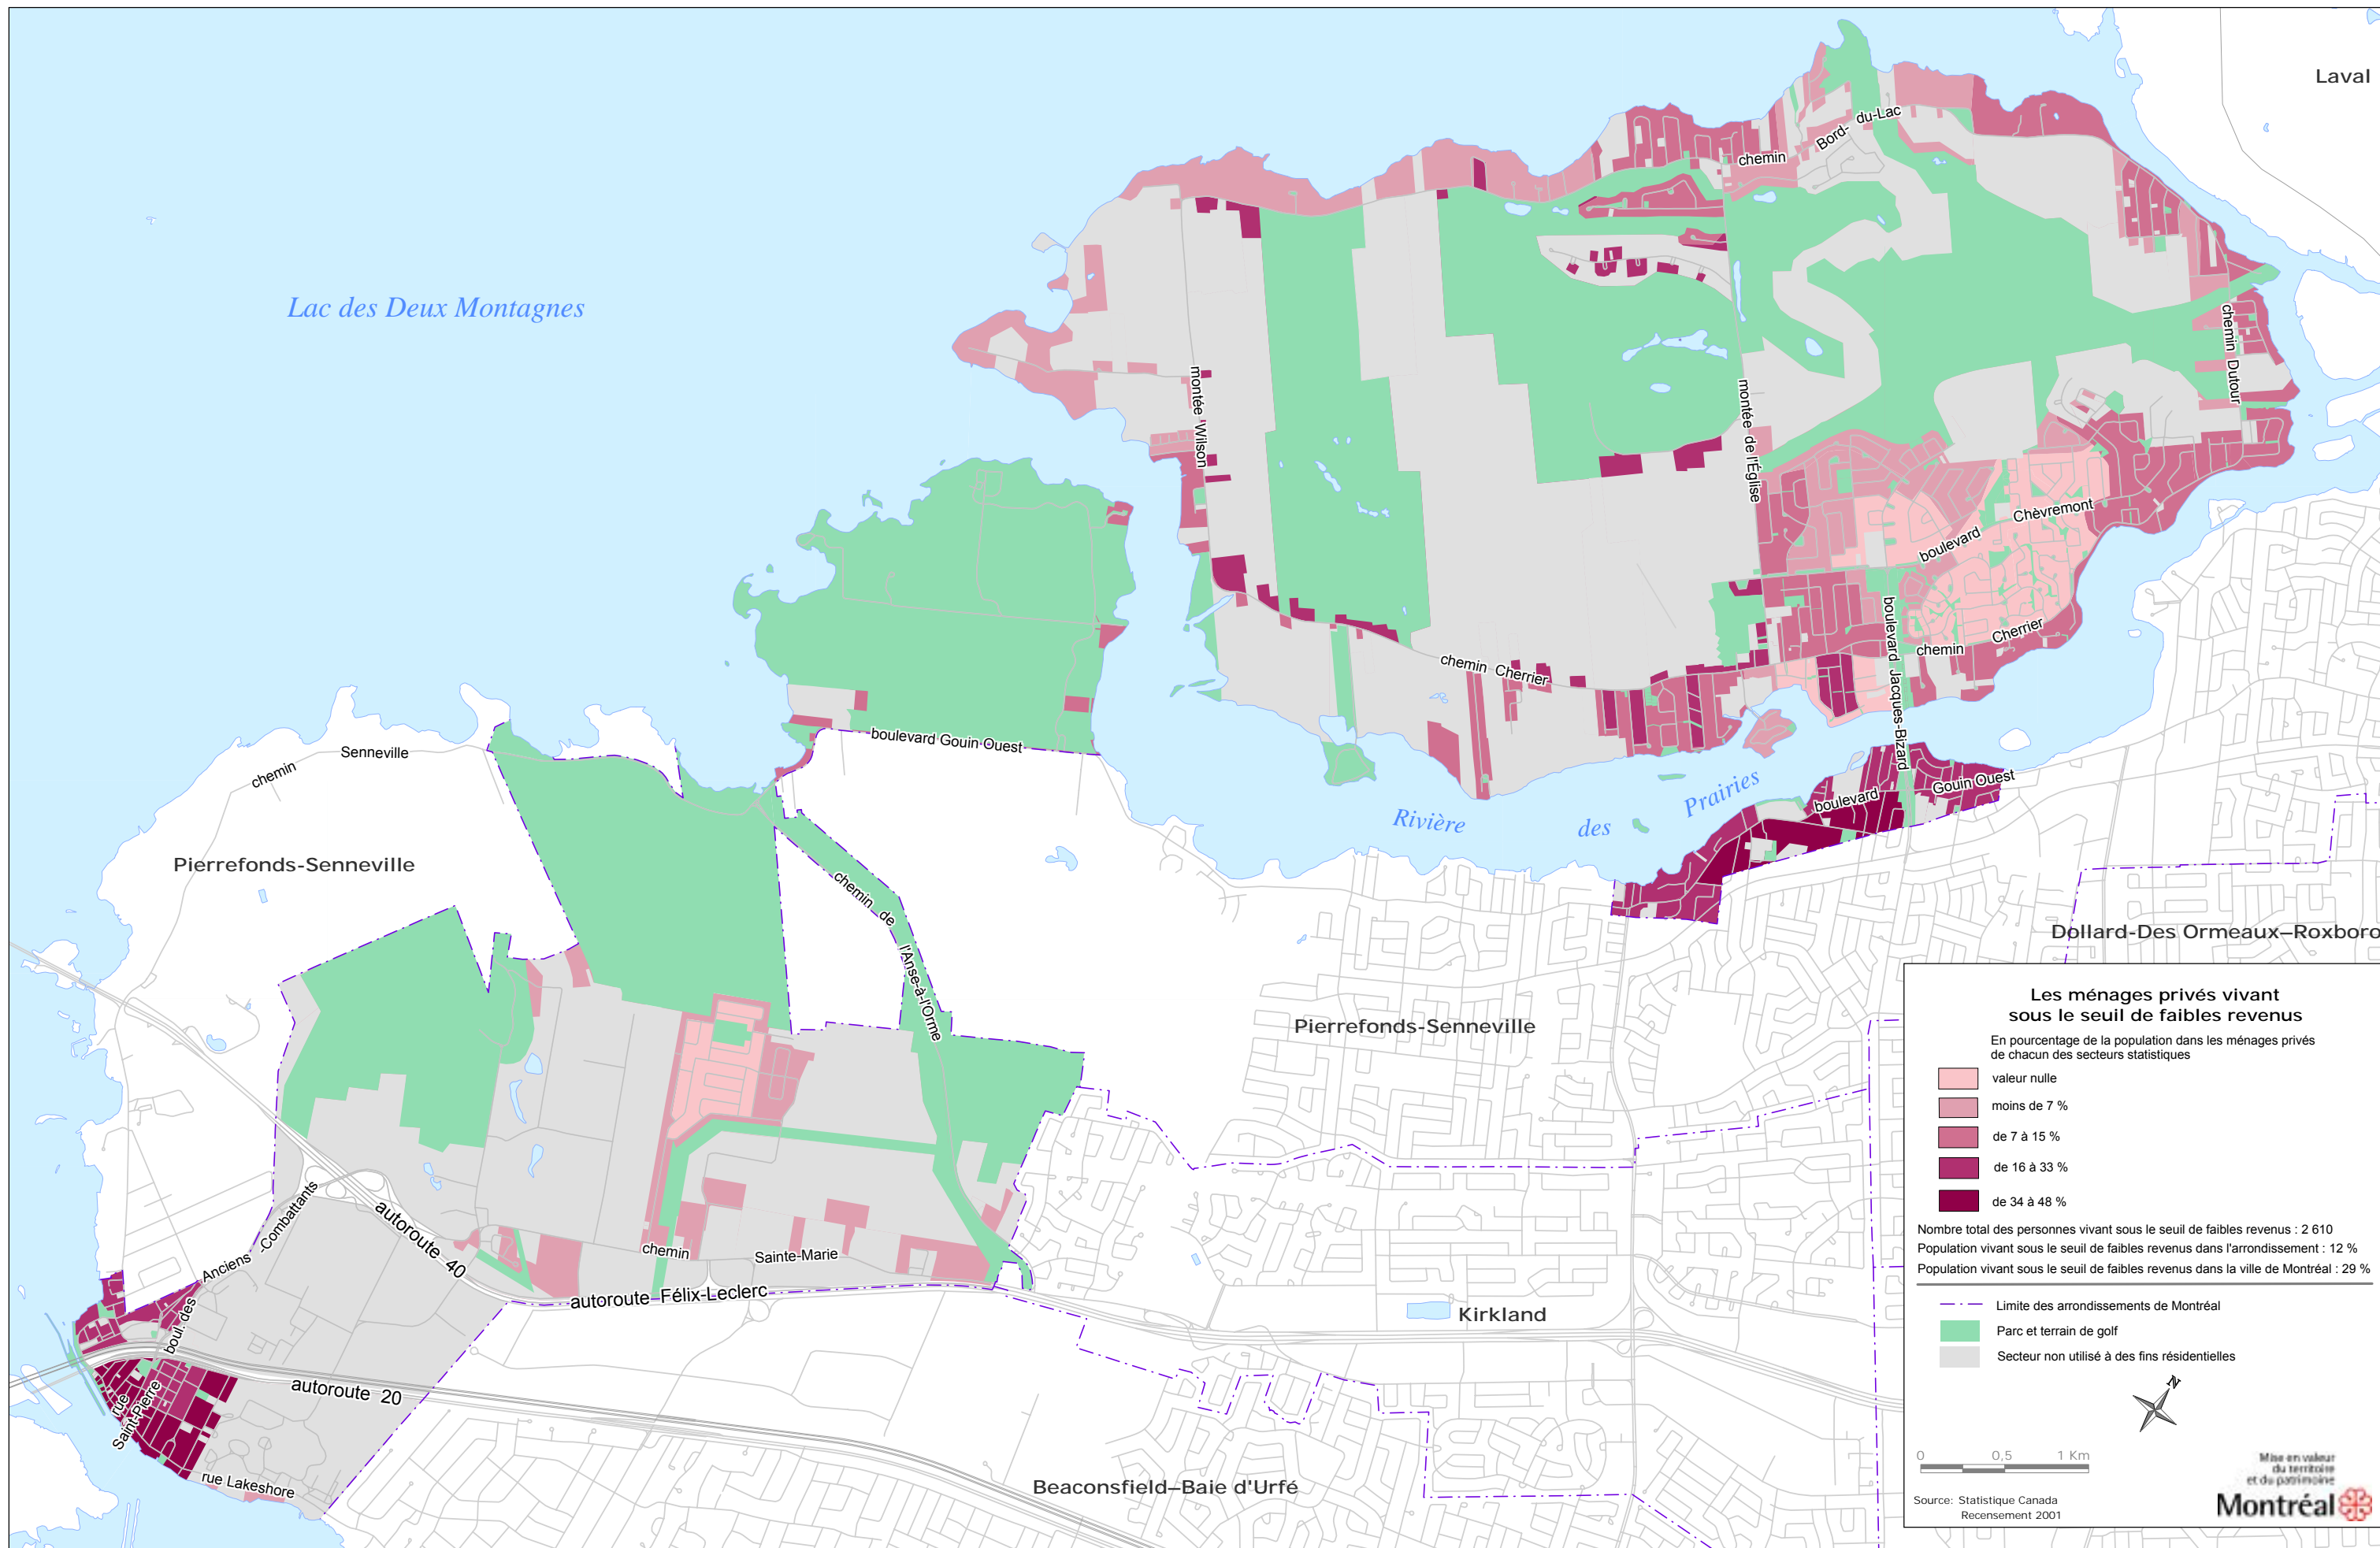 Laval
chemin Bord-du-Lac
Lac des Deux Montagnes
montée Wilson
montée de l'Église
chemin Dutour
boulevard Chèvremont
boulevard Jacques-Bizard
chemin Cherrier
chemin Cherrier
boulevard Gouin Ouest
chemin Senneville
boulevard Gouin Ouest
Rivière des Prairies
Pierrefonds-Senneville
chemin de l'Anse-à-l'Orme
Dollard-Des Ormeaux–Roxboro
Pierrefonds-Senneville
Anciens -Combattants
boul. des
autoroute 40
chemin Sainte-Marie
autoroute Félix-Leclerc
Kirkland
autoroute 20
rue Saint-Pierre
rue Lakeshore
Beaconsfield–Baie d'Urfé
Les ménages privés vivant
sous le seuil de faibles revenus
En pourcentage de la population dans les ménages privés
de chacun des secteurs statistiques
valeur nulle
moins de 7 %
de 7 à 15 %
de 16 à 33 %
de 34 à 48 %
Nombre total des personnes vivant sous le seuil de faibles revenus : 2 610
Population vivant sous le seuil de faibles revenus dans l'arrondissement : 12 %
Population vivant sous le seuil de faibles revenus dans la ville de Montréal : 29 %
Limite des arrondissements de Montréal
Parc et terrain de golf
Secteur non utilisé à des fins résidentielles
N
0 0,5 1 Km
Mise en valeur
du territoire
et du patrimoine
Montréal
Source: Statistique Canada
Recensement 2001